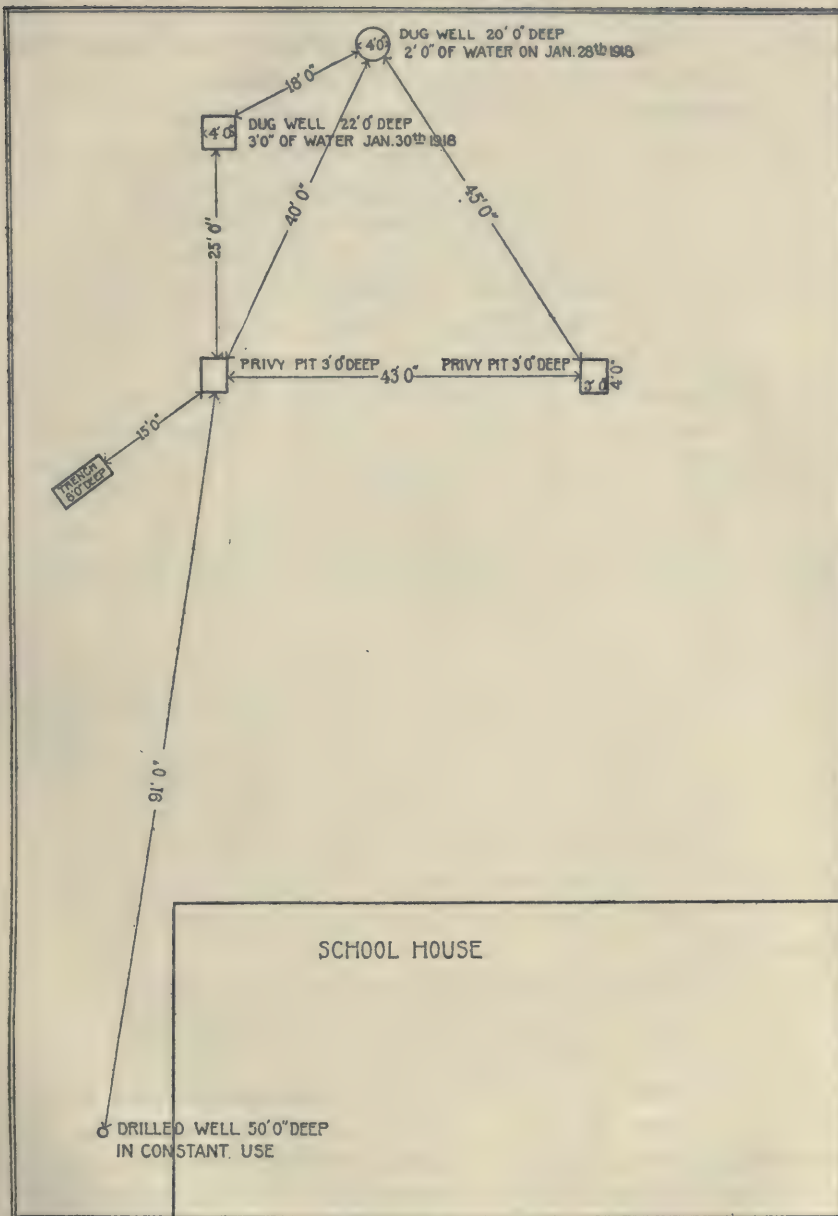 4'0"
DUG WELL 20' 0" DEEP
2' 0" OF WATER ON JAN. 28th 1918
18'0"
4'0"
DUG WELL 22'0" DEEP
3'0" OF WATER JAN. 30th 1918
40' 0"
45'0"
25' 0"
PRIVY PIT 3'0" DEEP
43'0"
PRIVY PIT 3'0" DEEP
3' 0"
4'0"
15'0"
TRENCH
6'0" DEEP
91' 0"
SCHOOL HOUSE
DRILLED WELL 50'0" DEEP
IN CONSTANT. USE